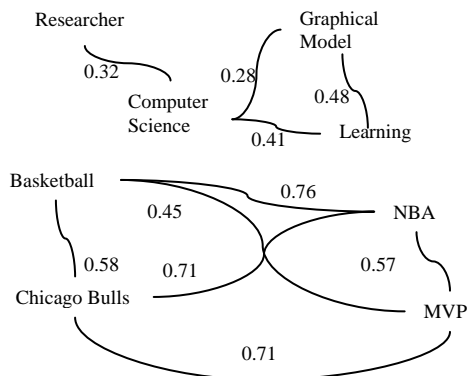 Researcher
Graphical
Model
0.32
0.28
0.48
Computer
Science
0.41
Learning
Basketball
0.76
0.45
NBA
0.58
0.71
0.57
Chicago Bulls
MVP
0.71